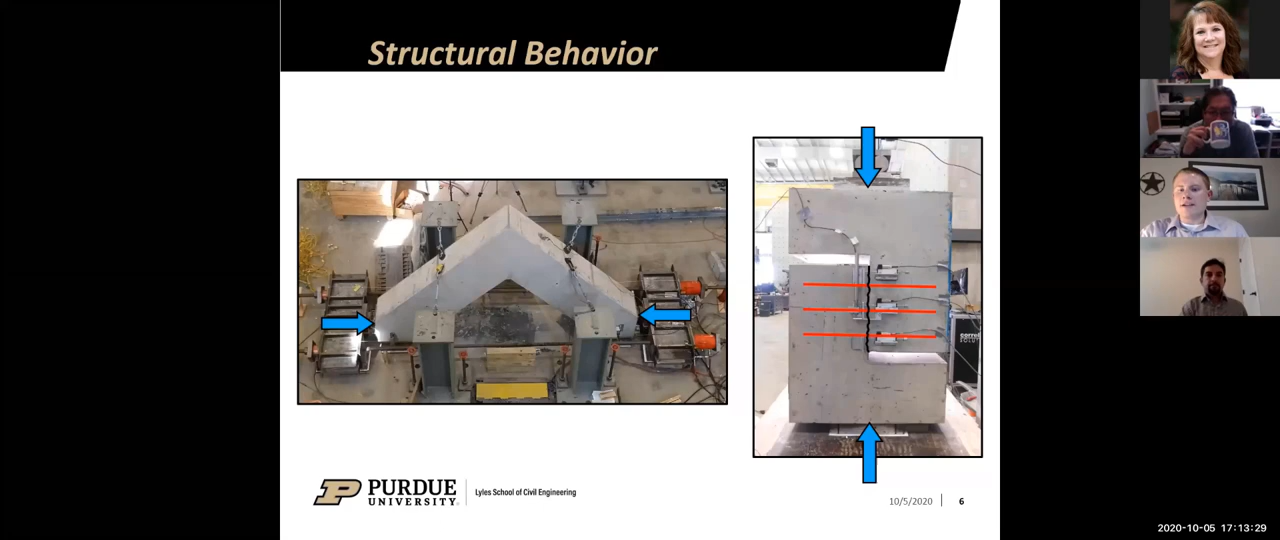 Structural Behavior
PURDUE
UNIVERSITY
Lyles School of Civil Engineering
10/5/2020
6
2020-10-05 17:13:29